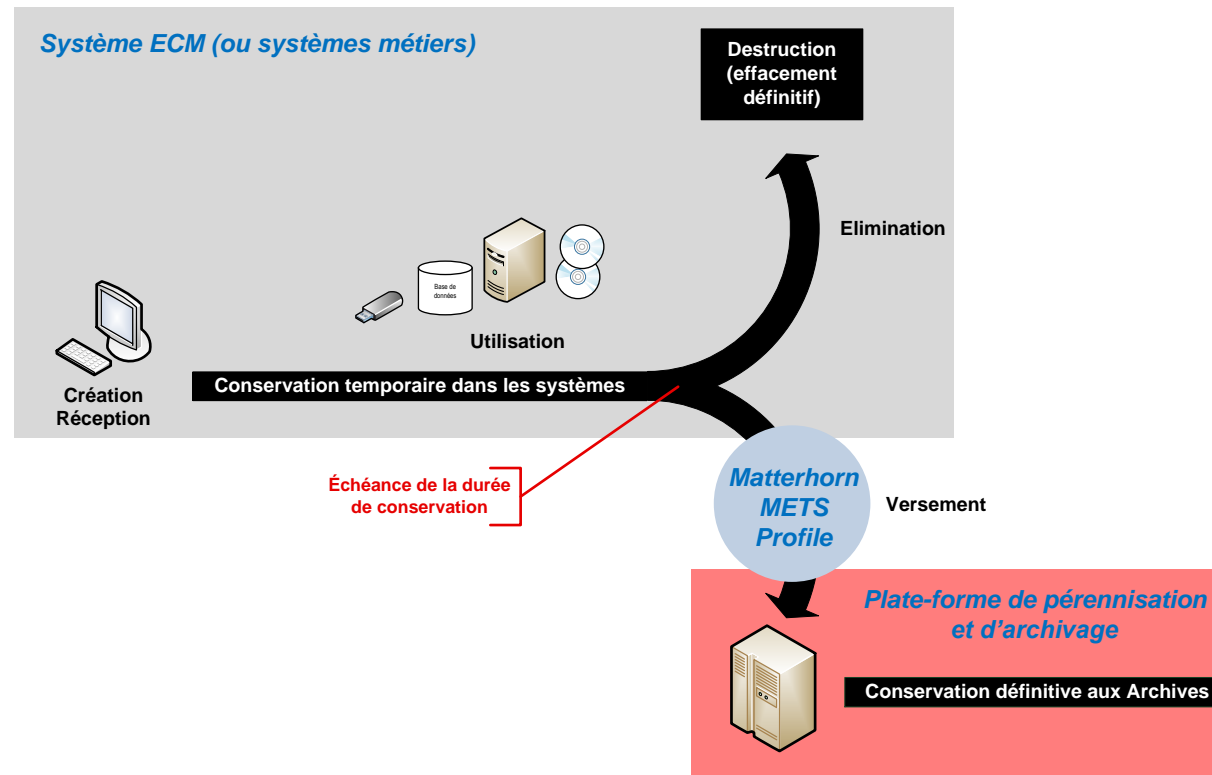 Système ECM (ou systèmes métiers)
Destruction
(effacement
définitif)
Elimination
Base de
données
Utilisation
Création
Réception
Conservation temporaire dans les systèmes
Échéance de la durée
de conservation
Matterhorn
METS
Profile
Versement
Plate-forme de pérennisation
et d’archivage
Conservation définitive aux Archives